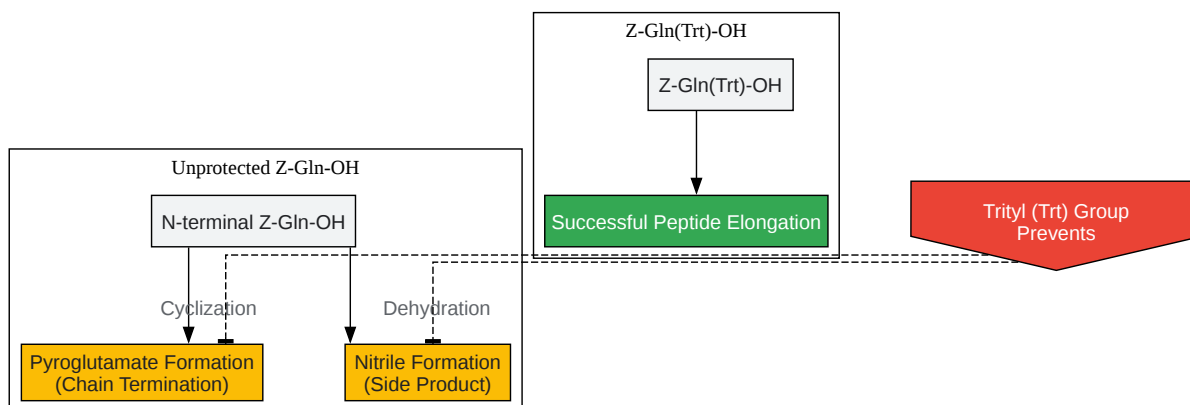 Z-Gln(Trt)-OH
Z-Gln(Trt)-OH
Successful Peptide Elongation
Unprotected Z-Gln-OH
N-terminal Z-Gln-OH
Cyclization
Dehydration
Pyroglutamate Formation
(Chain Termination)
Nitrile Formation
(Side Product)
Trityl (Trt) Group
Prevents